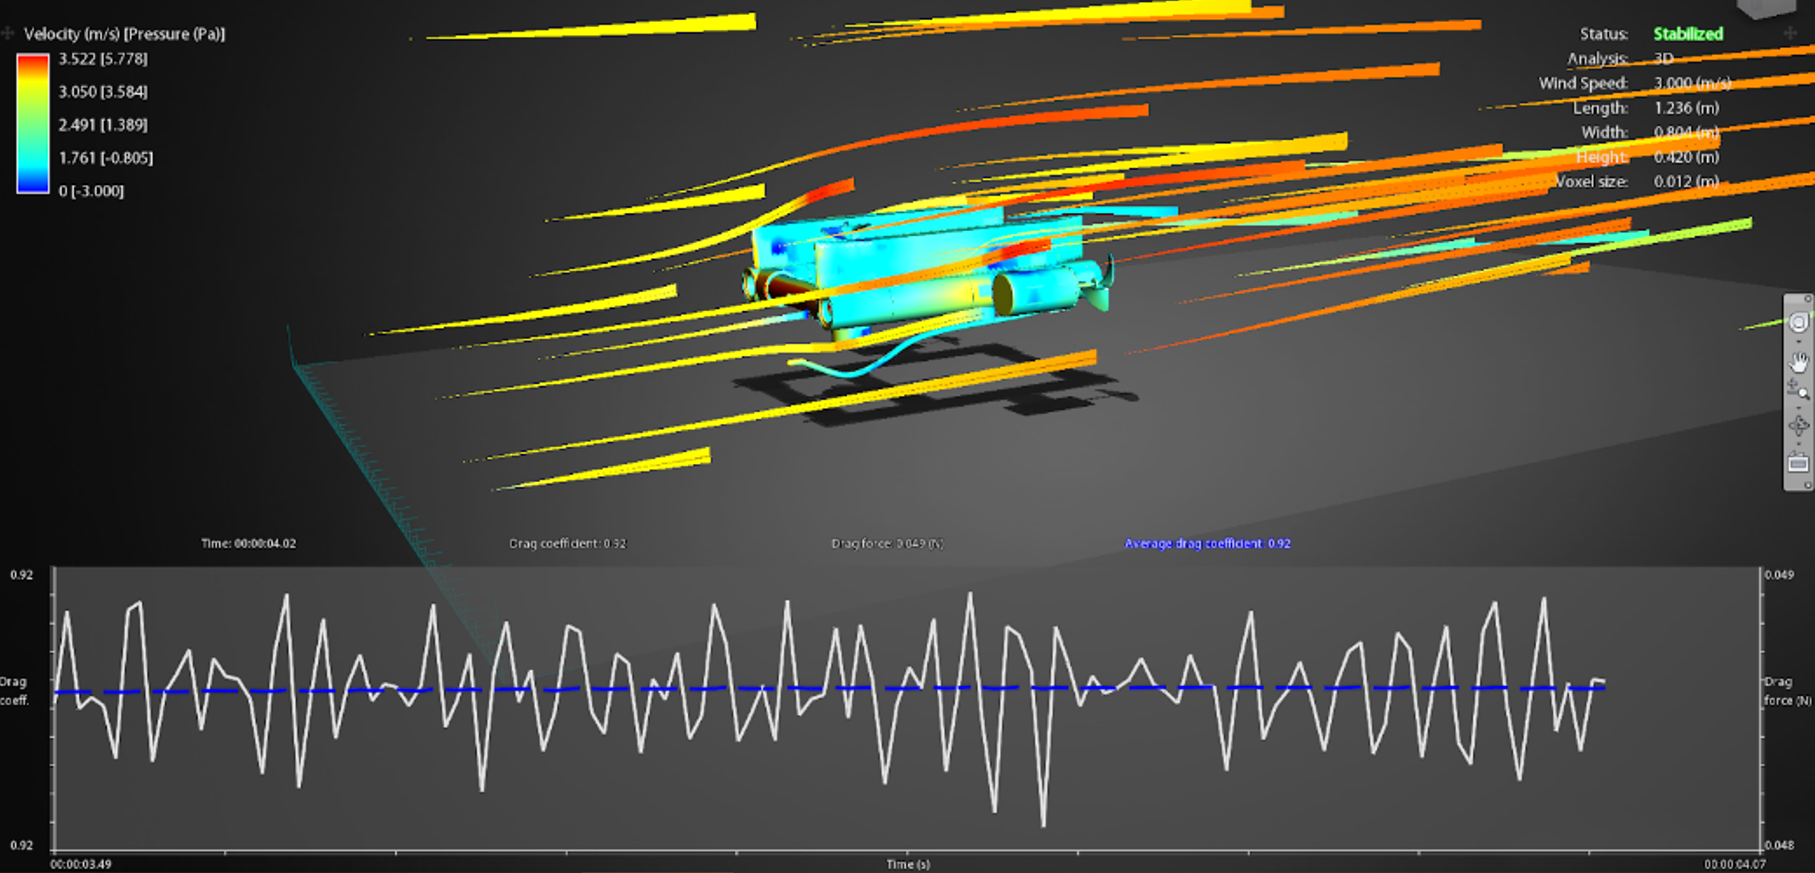 Velocity (m/s) [Pressure (Pa)]
3.522 [5.778]
3.050 [3.584]
2.491 [1.389]
1.761 [-0.805]
0 [-3.000]
Status: Stabilized
Analysis: 3D
Wind Speed: 3.000 (m/s)
Length: 1.236 (m)
Width: 0.804 (m)
Height: 0.420 (m)
Voxel size: 0.012 (m)
Time: 00:00:04.02
Drag coefficient: 0.92
Drag force: 0.049 (N)
Average drag coefficient: 0.92
0.92
0.049
Drag
coeff.
Drag
force (N)
0.92
0.048
00:00:03.49
Time (s)
00:00:04.07